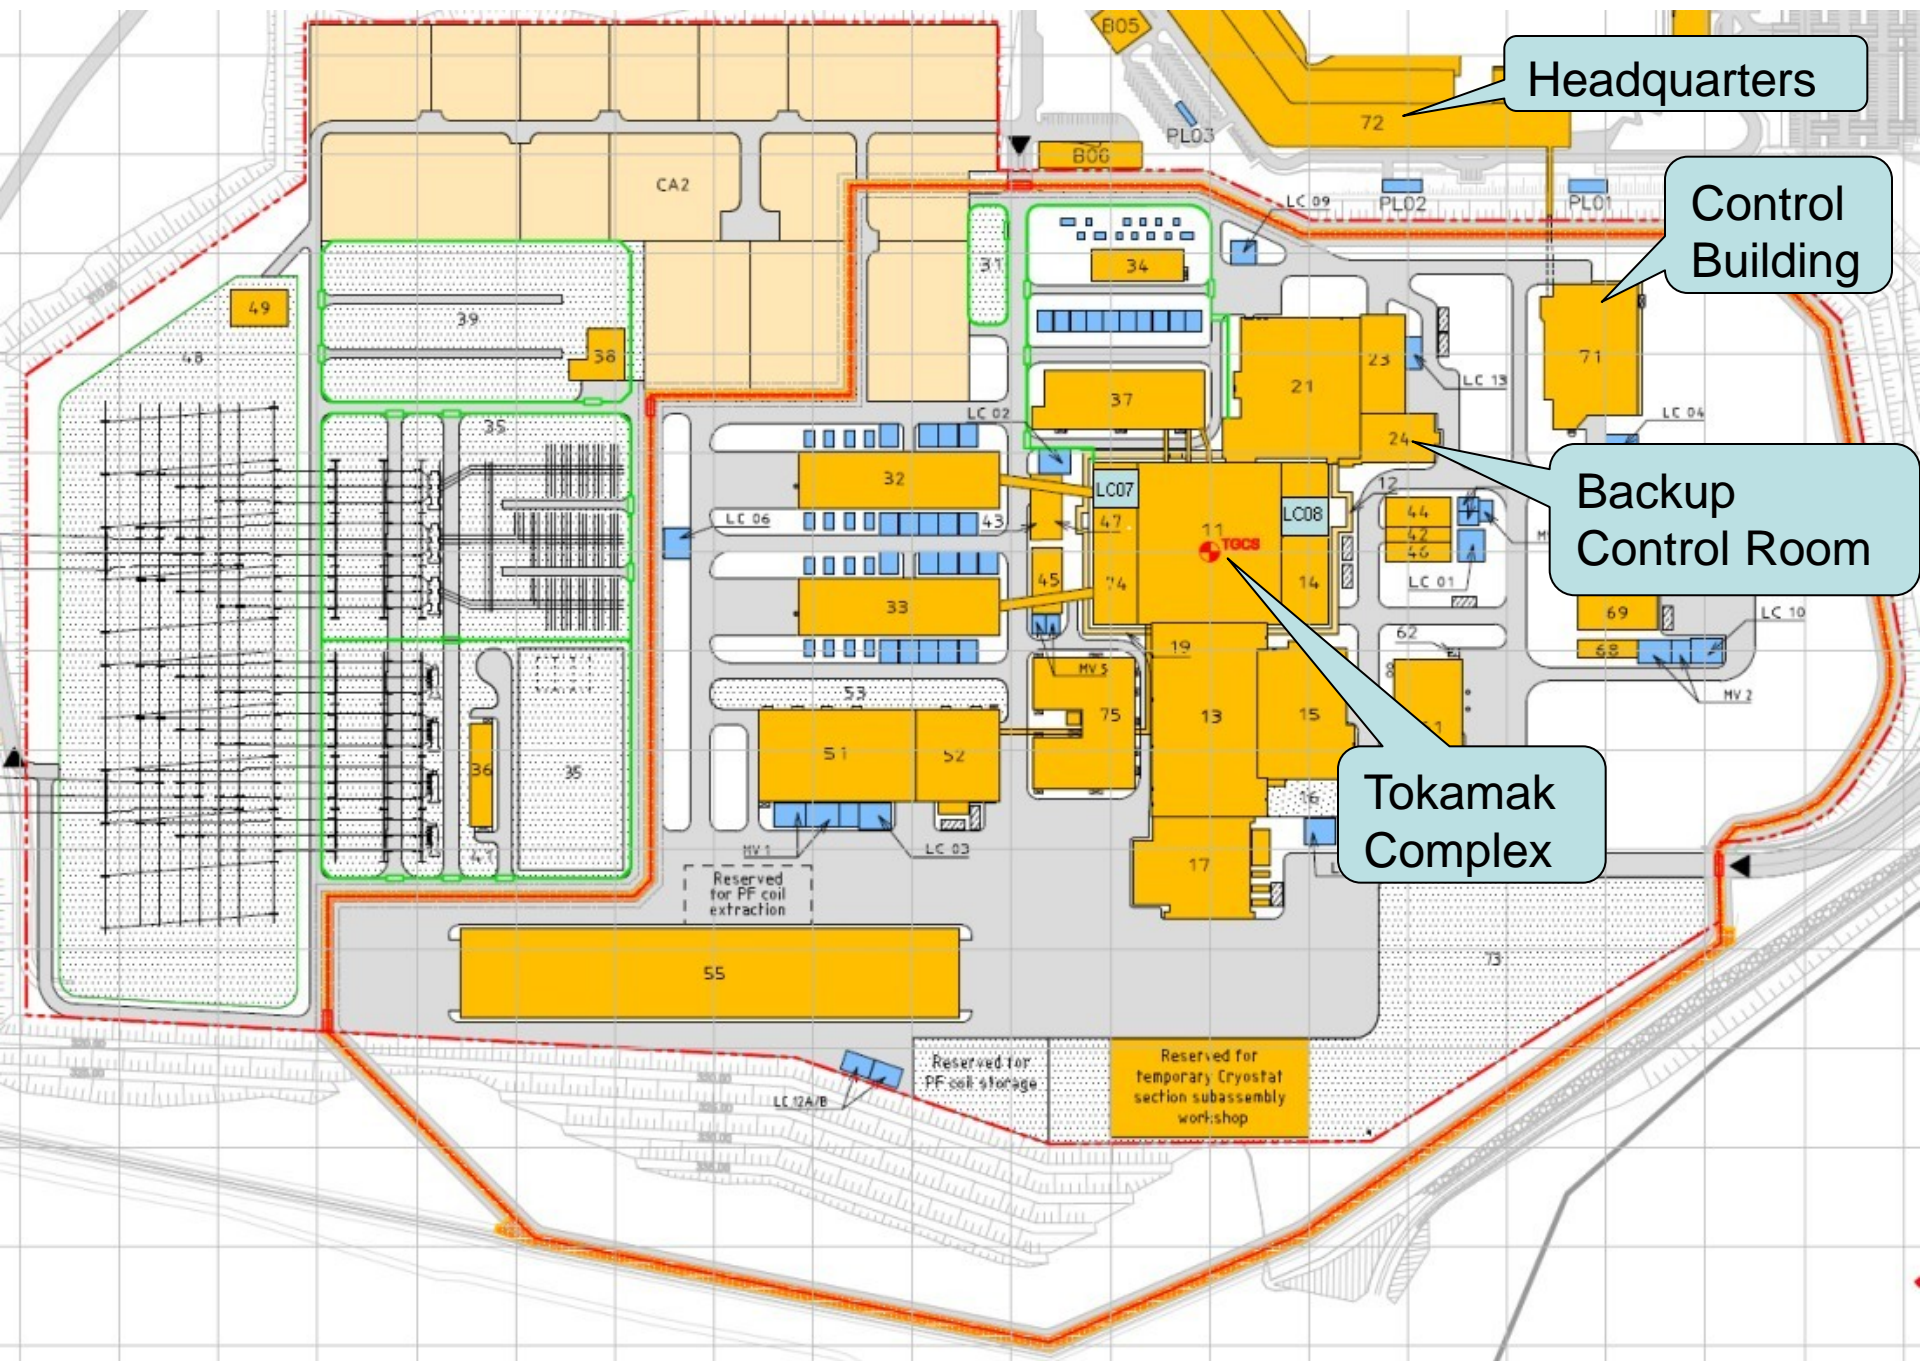 B05
Headquarters
72
PL03
B06
CA2
PL02
PL01
LC 09
Control
Building
31
34
49
39
48
38
23
71
21
LC 13
37
LC 02
LC 04
35
24
32
LC07
LC08
12
Backup
Control Room
44
LC 06
43
47
11
TGCS
42
46
LC 01
45
74
14
33
69
LC 10
62
19
68
MV 5
MV 2
53
75
13
15
51
52
36
35
Tokamak
Complex
16
MV 1
LC 03
41
17
Reserved
for PF coil
extraction
55
73
Reserved for
PF coil storage
Reserved for
temporary Cryostat
section subassembly
workshop
LC 12A/B